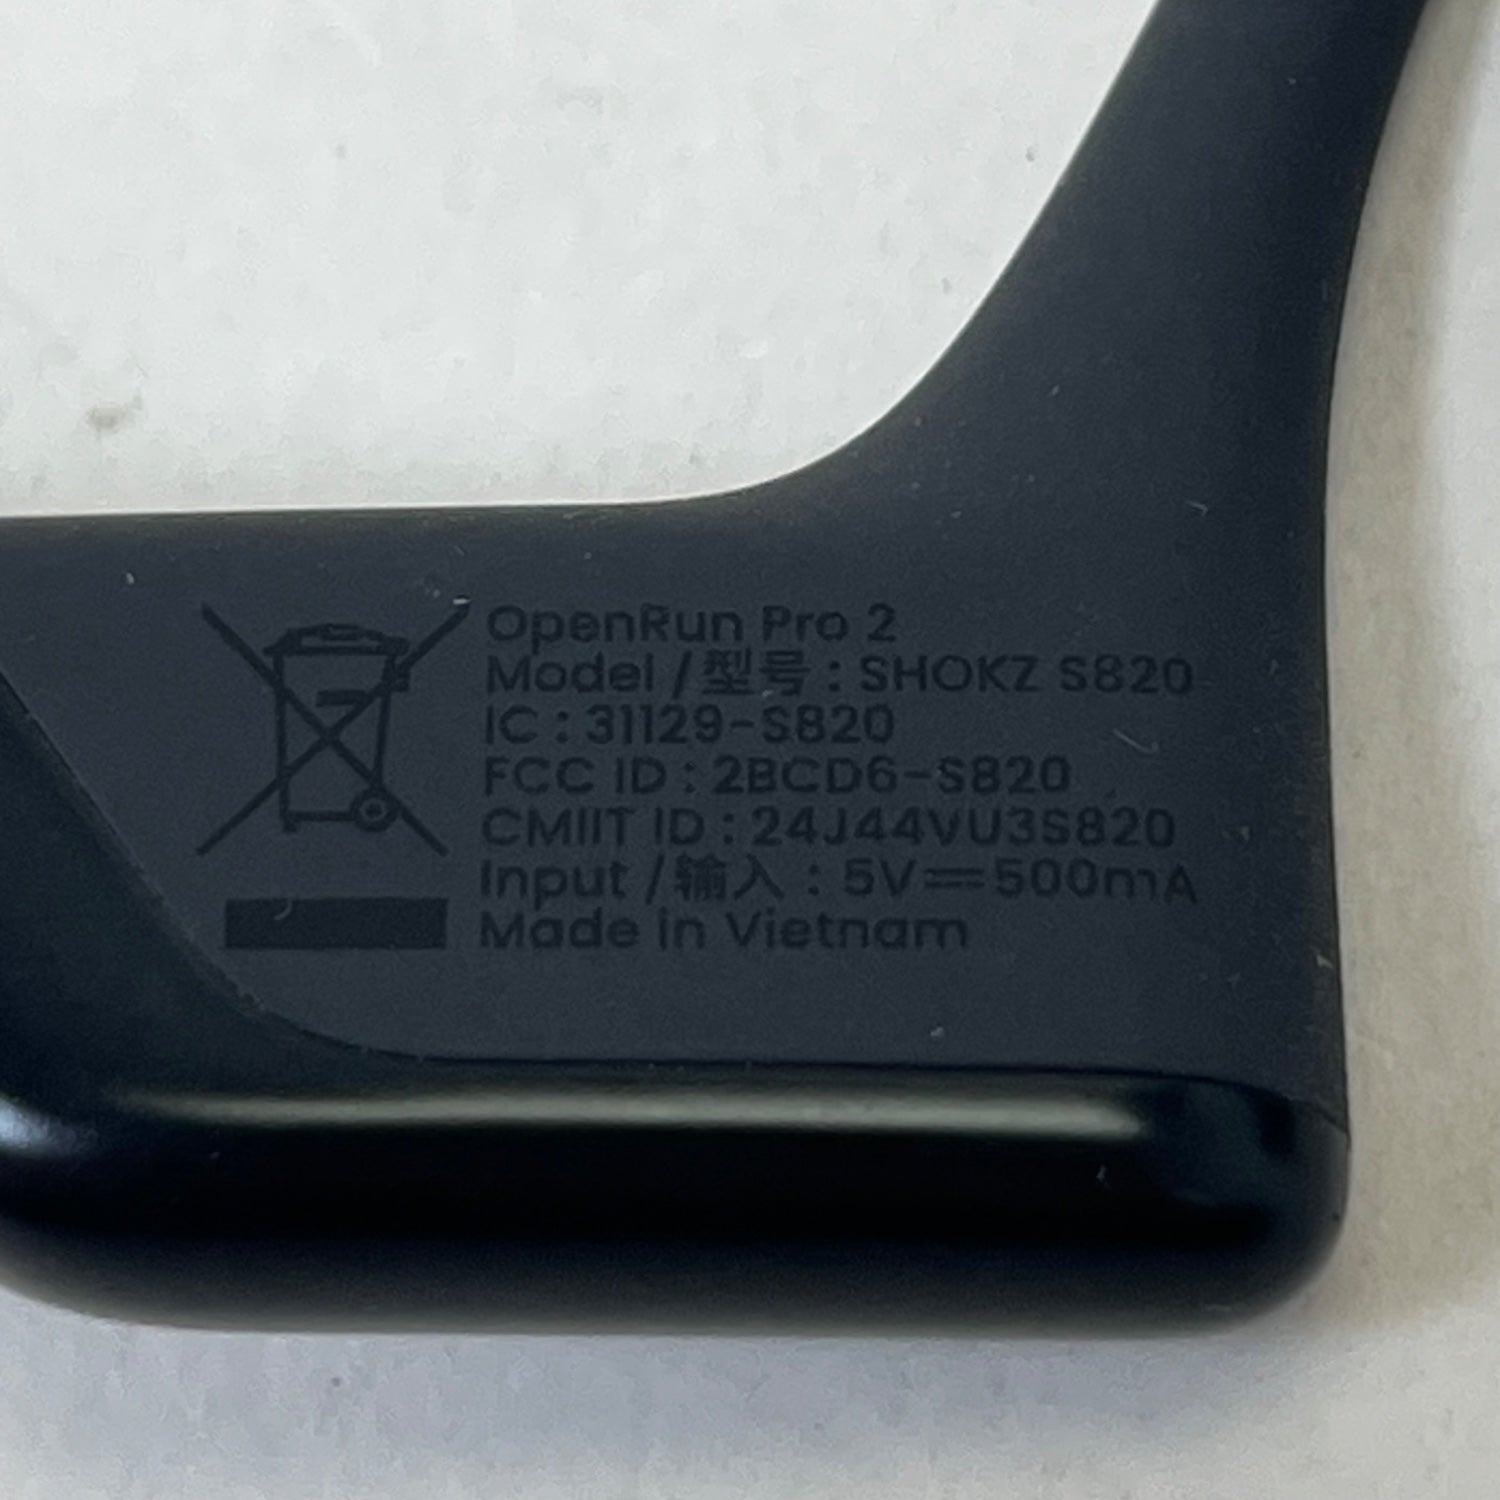 OpenRun Pro 2
Model /型号 : SHOKZ S820
IC : 31129-S820
FCC ID : 2BCD6-S820
CMIIT ID : 24J44VU3S820
Input /输入 : 5V⎓500mA
Made in Vietnam